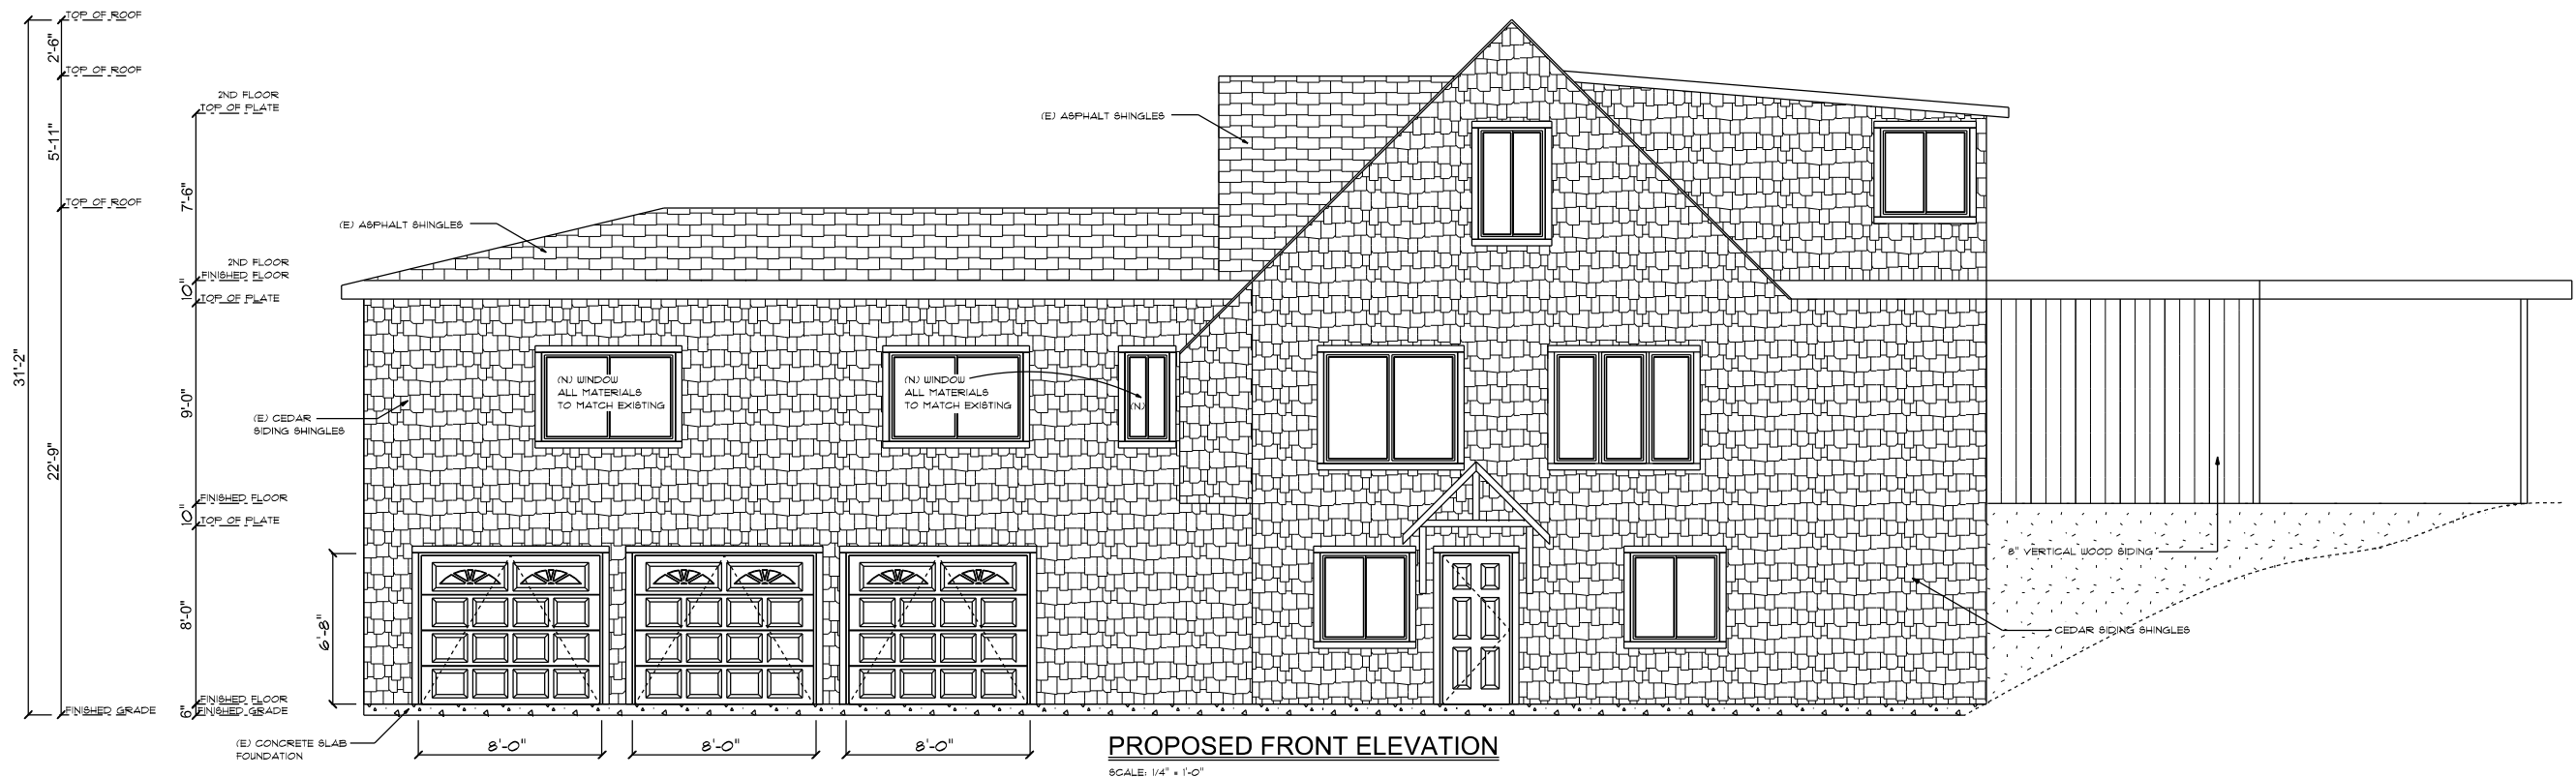 TOP OF ROOF
2'-6"
TOP OF ROOF
2ND FLOOR
TOP OF PLATE
(E) ASPHALT SHINGLES
5'-11"
7'-6"
TOP OF ROOF
(E) ASPHALT SHINGLES
2ND FLOOR
FINISHED FLOOR
10"
TOP OF PLATE
31'-2"
(N) WINDOW
ALL MATERIALS
TO MATCH EXISTING
(N) WINDOW
ALL MATERIALS
TO MATCH EXISTING
(N)
9'-0"
(E) CEDAR
SIDING SHINGLES
22'-9"
FINISHED FLOOR
10"
TOP OF PLATE
8" VERTICAL WOOD SIDING
8'-0"
6'-8"
CEDAR SIDING SHINGLES
FINISHED FLOOR
6"
FINISHED GRADE
FINISHED GRADE
(E) CONCRETE SLAB
FOUNDATION
8'-0"
8'-0"
8'-0"
PROPOSED FRONT ELEVATION
SCALE: 1/4" = 1'-0"